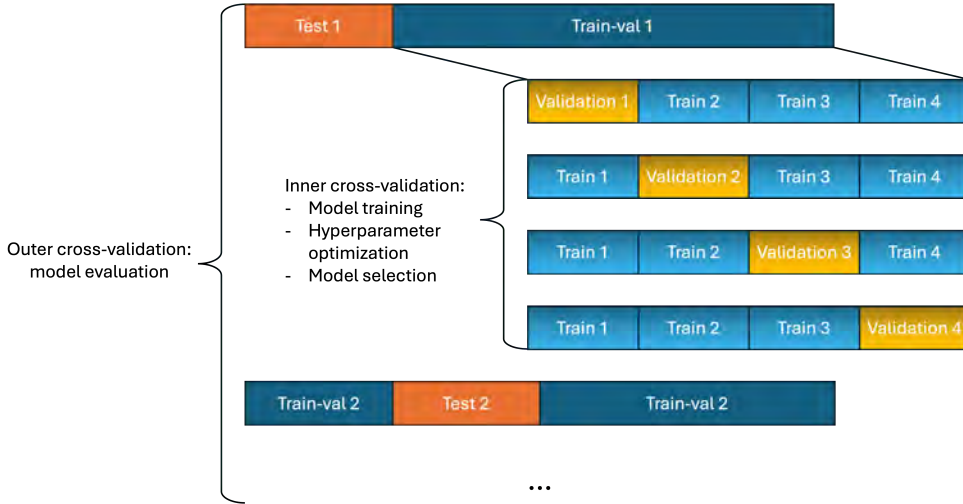 Test 1
Train-val 1
Validation 1
Train 2
Train 3
Train 4
Train 1
Validation 2
Train 3
Train 4
Inner cross-validation:
- Model training
- Hyperparameter
optimization
- Model selection
Outer cross-validation:
model evaluation
Train 1
Train 2
Validation 3
Train 4
Train 1
Train 2
Train 3
Validation 4
Train-val 2
Test 2
Train-val 2
...